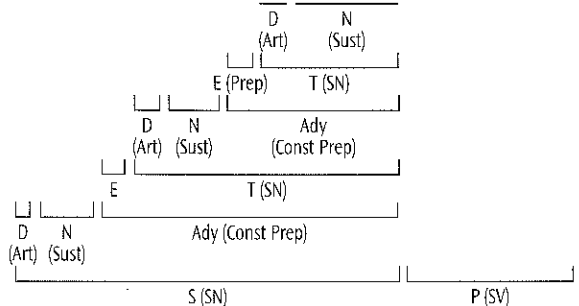 D N
(Art) (Sust)
E (Prep) T (SN)
D N Ady
(Art) (Sust) (Const Prep)
E T (SN)
D N Ady (Const Prep)
(Art) (Sust)
S (SN) P (SV)